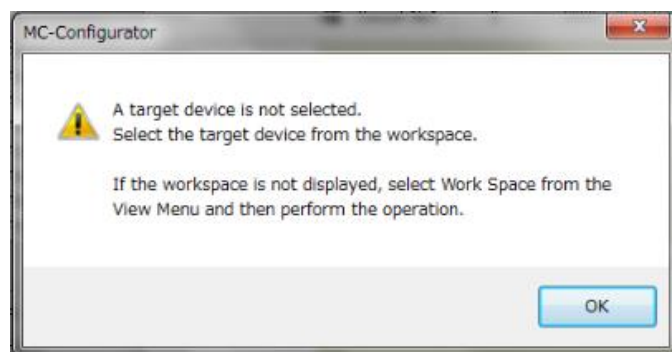 MC-Configurator
A target device is not selected.
Select the target device from the workspace.
If the workspace is not displayed, select Work Space from the
View Menu and then perform the operation.
OK